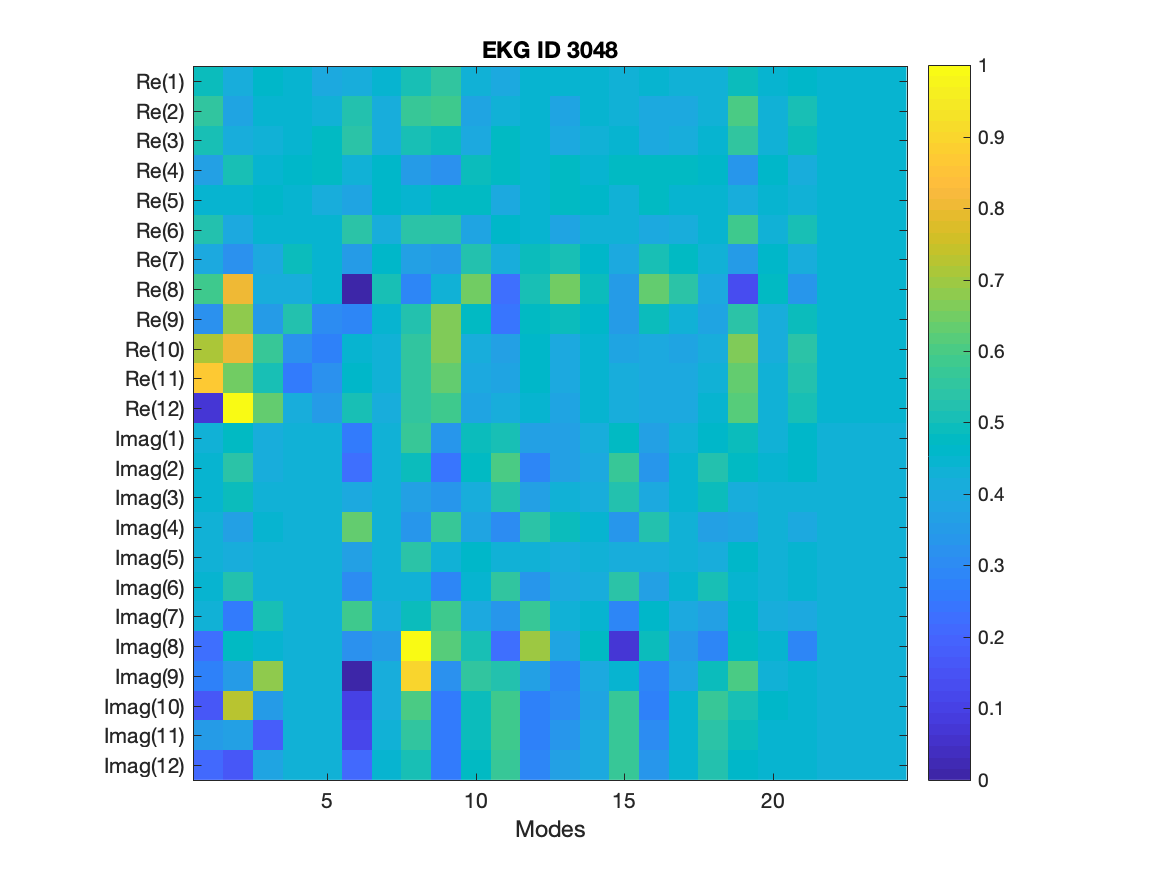 EKG ID 3048
Re(1)
Re(2)
Re(3)
Re(4)
Re(5)
Re(6)
Re(7)
Re(8)
Re(9)
Re(10)
Re(11)
Re(12)
Imag(1)
Imag(2)
Imag(3)
Imag(4)
Imag(5)
Imag(6)
Imag(7)
Imag(8)
Imag(9)
Imag(10)
Imag(11)
Imag(12)
5 10 15 20
Modes
1
0.9
0.8
0.7
0.6
0.5
0.4
0.3
0.2
0.1
0